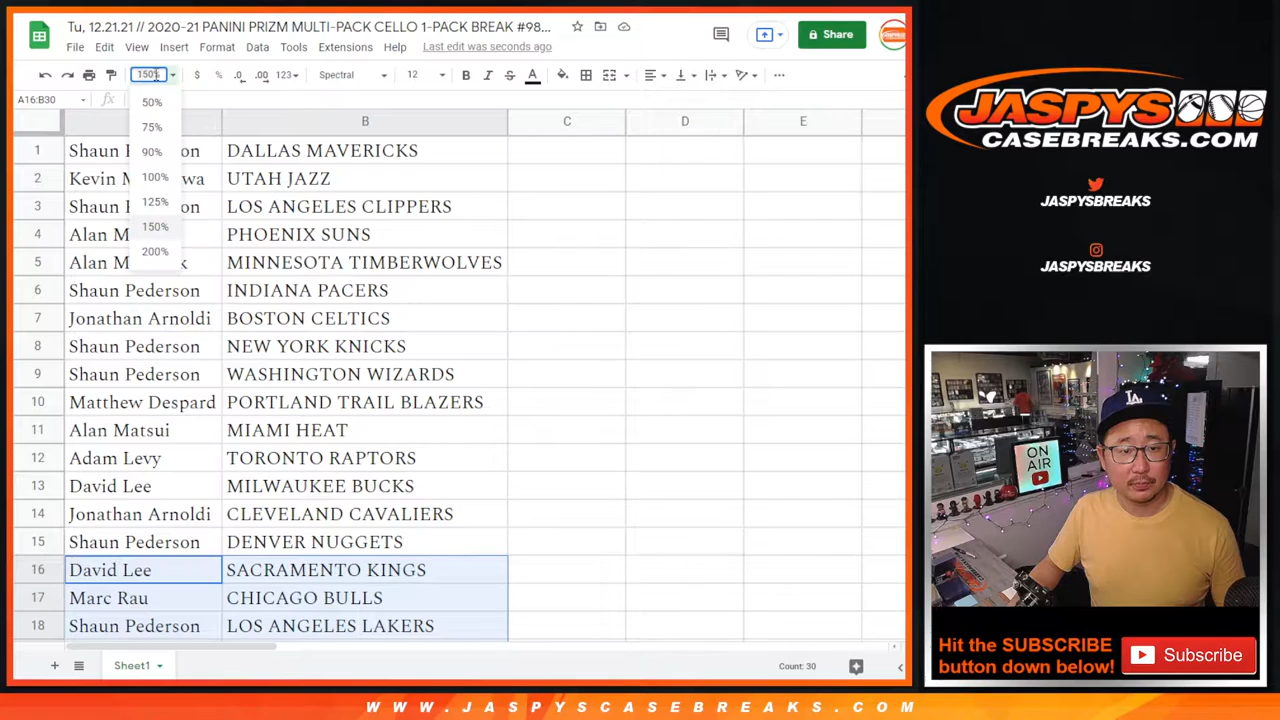 Tu, 12.21.21 // 2020-21 PANINI PRIZM MULTI-PACK CELLO 1-PACK BREAK #98...
File Edit View Insert Format Data Tools Extensions Help Last edit was seconds ago
Share
150% $ % .0 .00 123 Spectral 12 B I S A
A16:B30 fx
50%
75%
90%
100%
125%
150%
200%
B C D E
1 Shaun P son DALLAS MAVERICKS
2 Kevin M wa UTAH JAZZ
3 Shaun P son LOS ANGELES CLIPPERS
4 Alan M PHOENIX SUNS
5 Alan M k MINNESOTA TIMBERWOLVES
6 Shaun Pederson INDIANA PACERS
7 Jonathan Arnoldi BOSTON CELTICS
8 Shaun Pederson NEW YORK KNICKS
9 Shaun Pederson WASHINGTON WIZARDS
10 Matthew Despard PORTLAND TRAIL BLAZERS
11 Alan Matsui MIAMI HEAT
12 Adam Levy TORONTO RAPTORS
13 David Lee MILWAUKEE BUCKS
14 Jonathan Arnoldi CLEVELAND CAVALIERS
15 Shaun Pederson DENVER NUGGETS
16 David Lee SACRAMENTO KINGS
17 Marc Rau CHICAGO BULLS
18 Shaun Pederson LOS ANGELES LAKERS
Sheet1
Count: 30
JASPYS
CASEBREAKS.COM
JASPYSBREAKS
JASPYSBREAKS
LA
ON
AIR
Hit the SUBSCRIBE
button down below!
Subscribe
WWW.JASPYSCASEBREAKS.COM